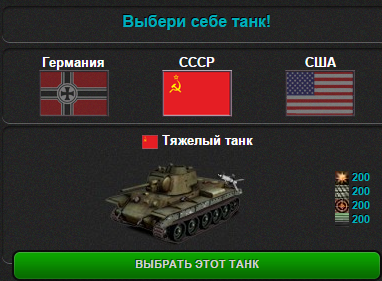 Выбери себе танк!
Германия СССР США
Тяжелый танк
200
200
200
200
ВЫБРАТЬ ЭТОТ ТАНК